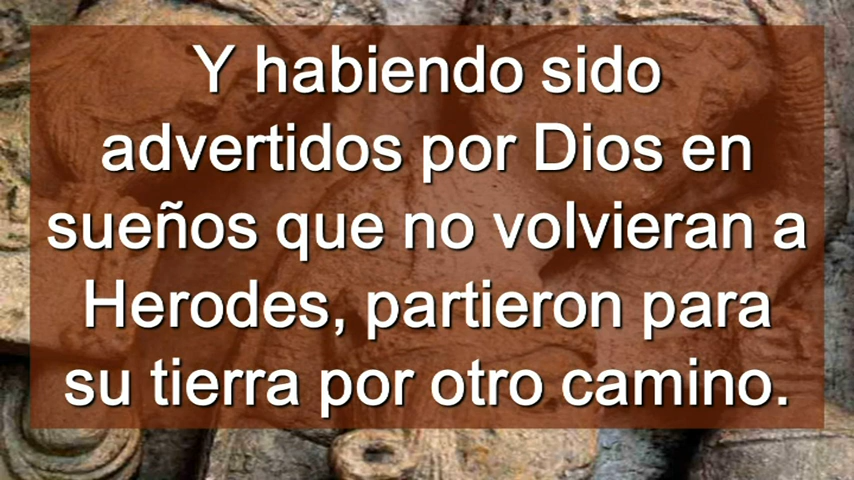 Y habiendo sido
advertidos por Dios en
sueños que no volvieran a
Herodes, partieron para
su tierra por otro camino.